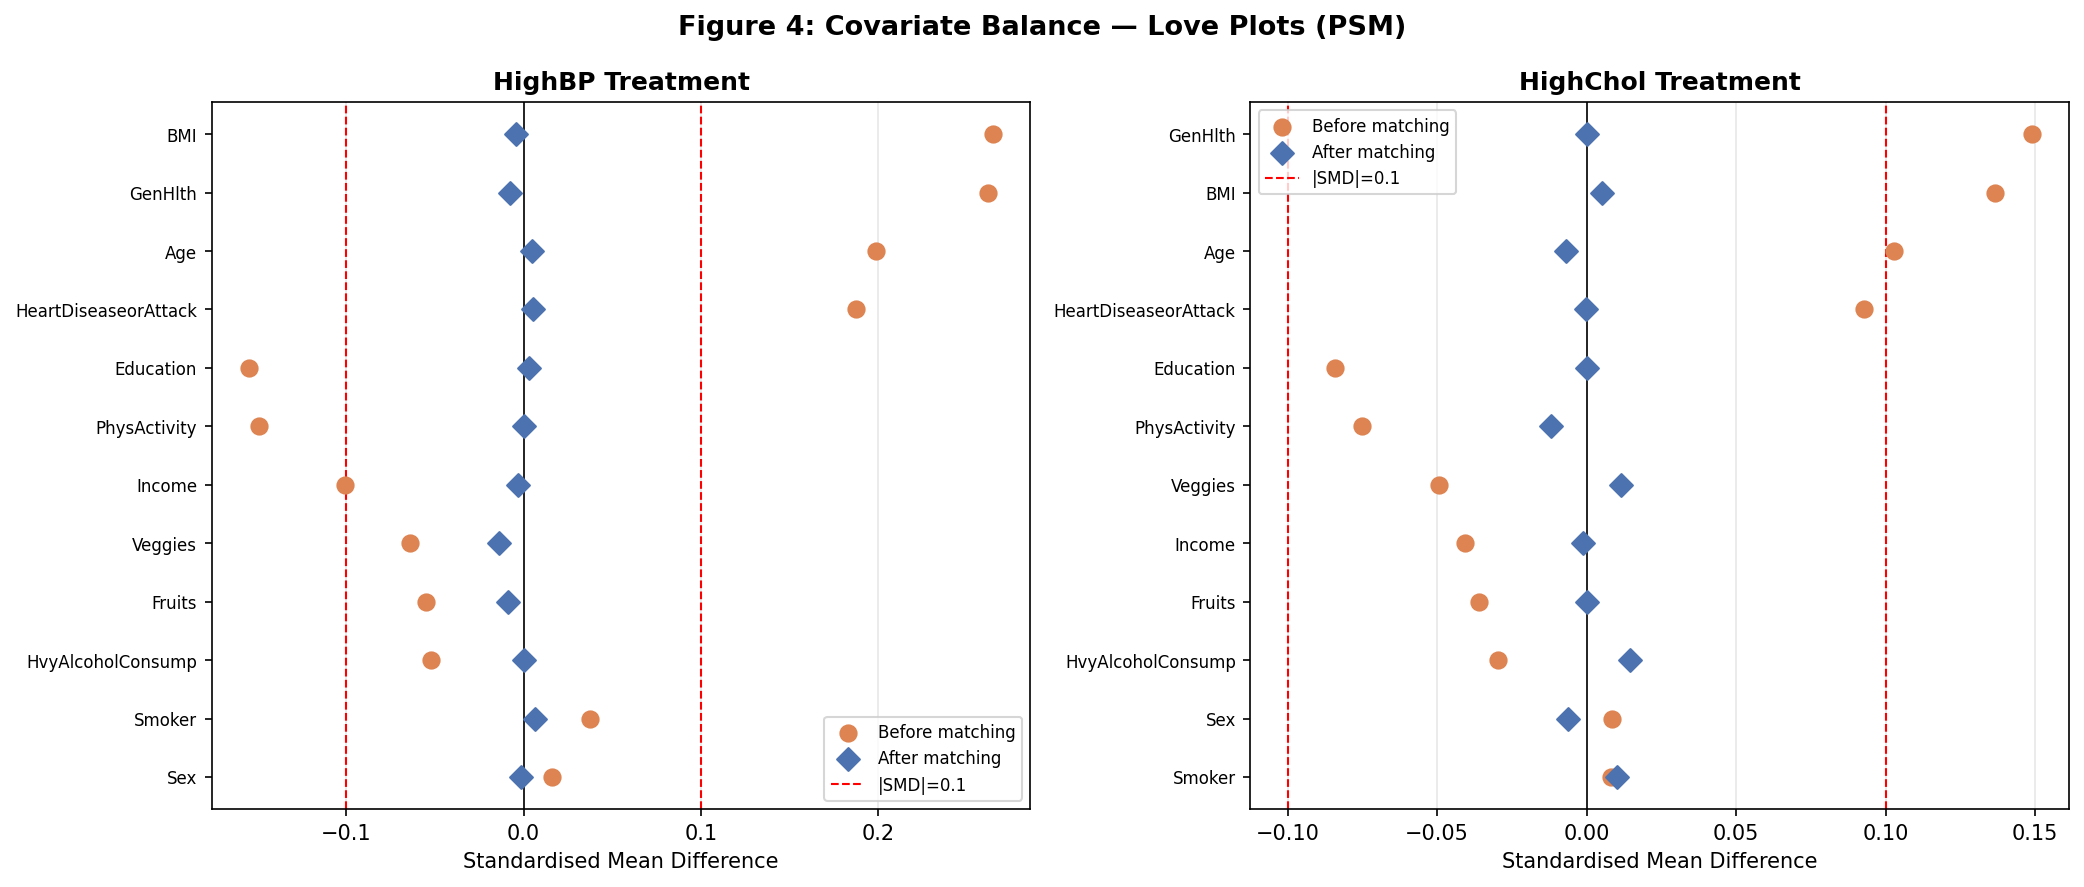 Figure 4: Covariate Balance — Love Plots (PSM)
HighBP Treatment
BMI
GenHlth
Age
HeartDiseaseorAttack
Education
PhysActivity
Income
Veggies
Fruits
HvyAlcoholConsump
Smoker
Sex
Before matching
After matching
|SMD|=0.1
−0.1
0.0
0.1
0.2
Standardised Mean Difference
HighChol Treatment
Before matching
After matching
|SMD|=0.1
GenHlth
BMI
Age
HeartDiseaseorAttack
Education
PhysActivity
Veggies
Income
Fruits
HvyAlcoholConsump
Sex
Smoker
−0.10
−0.05
0.00
0.05
0.10
0.15
Standardised Mean Difference